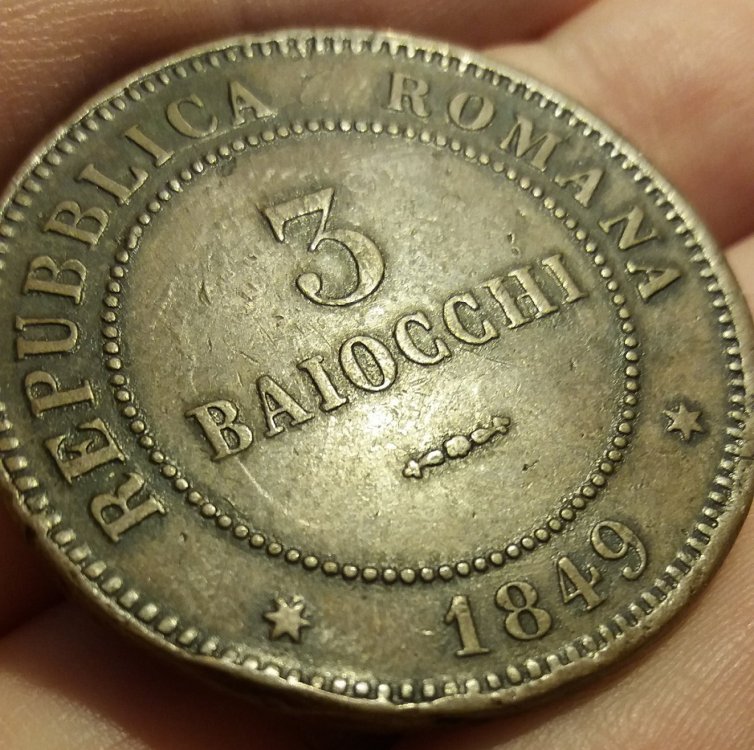 REPUBBLICA ROMANA
3
BAIOCCHI
1849